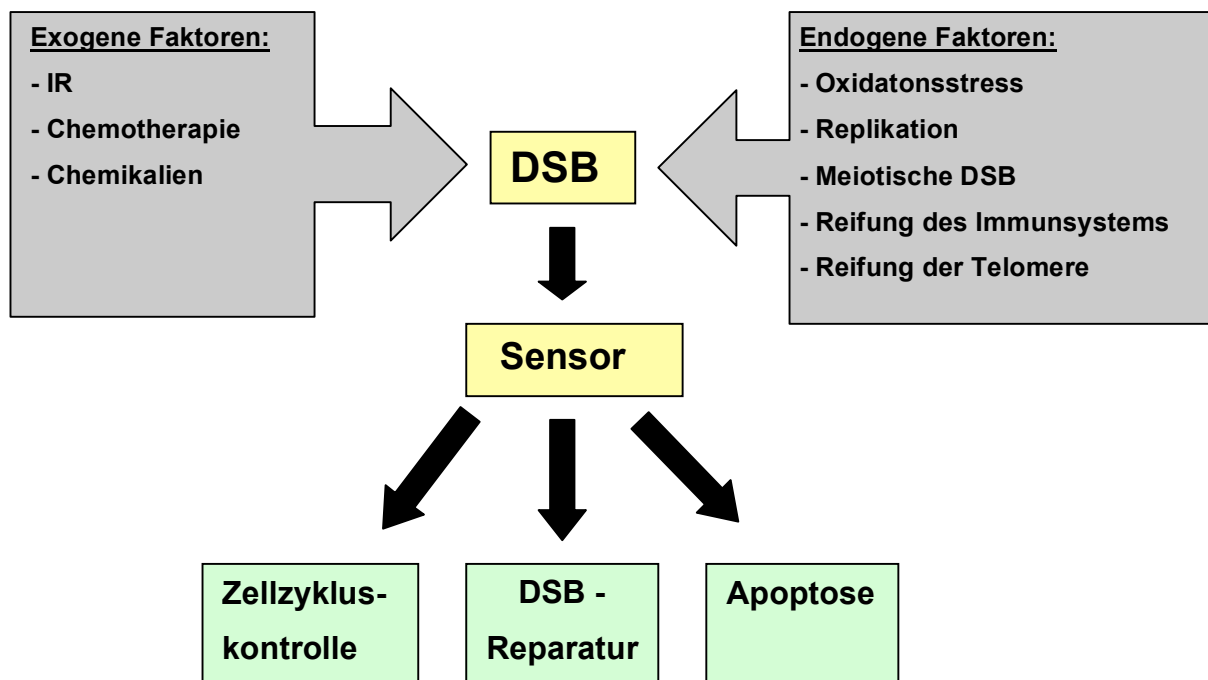 Exogene Faktoren:
- IR
- Chemotherapie
- Chemikalien
Endogene Faktoren:
- Oxidatonsstress
- Replikation
- Meiotische DSB
- Reifung des Immunsystems
- Reifung der Telomere
DSB
Sensor
Zellzyklus-
kontrolle
DSB -
Reparatur
Apoptose